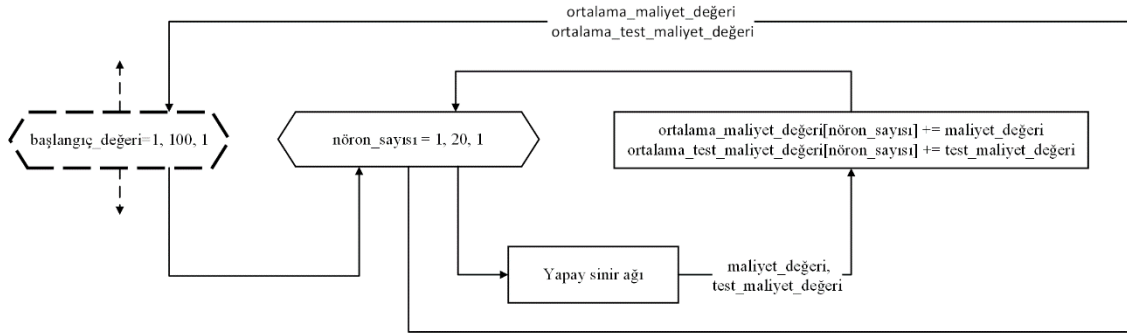 ortalama_maliyet_değeri
ortalama_test_maliyet_değeri
başlangıç_değeri=1, 100, 1
nöron_sayısı = 1, 20, 1
ortalama_maliyet_değeri[nöron_sayısı] += maliyet_değeri
ortalama_test_maliyet_değeri[nöron_sayısı] += test_maliyet_değeri
Yapay sinir ağı
maliyet_değeri,
test_maliyet_değeri